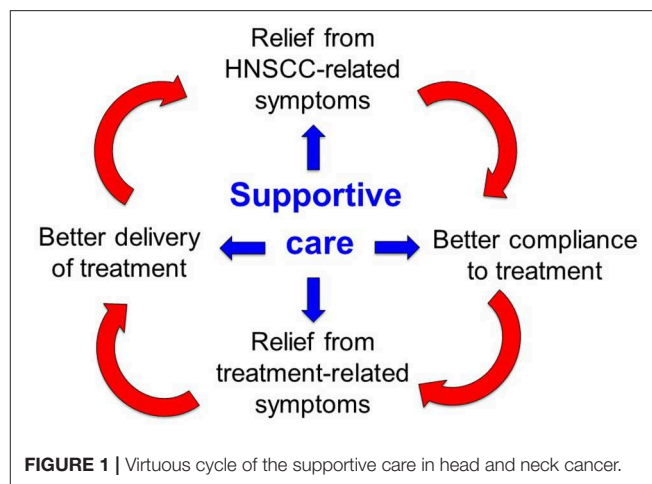 Relief from
HNSCC-related
symptoms
Supportive
care
Better delivery
of treatment
Better compliance
to treatment
Relief from
treatment-related
symptoms
FIGURE 1 | Virtuous cycle of the supportive care in head and neck cancer.